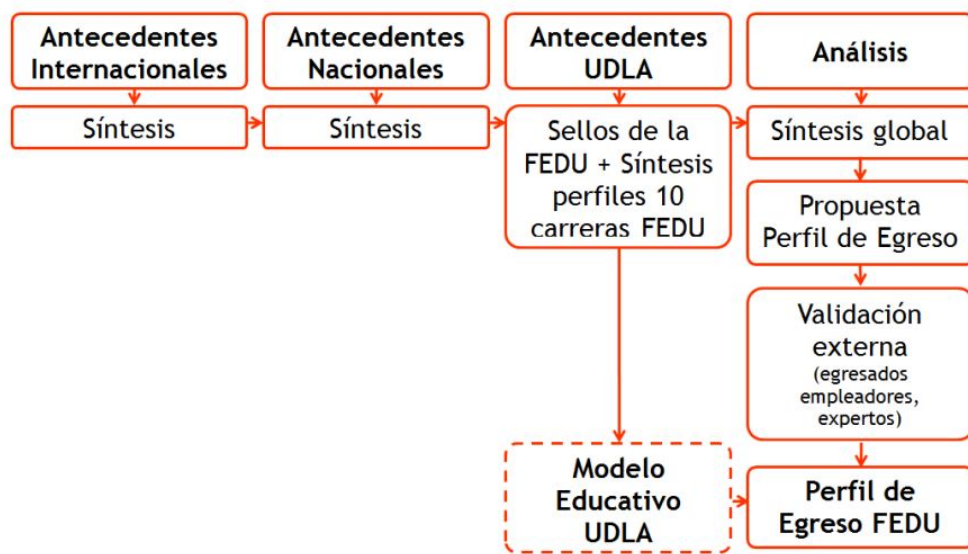 Antecedentes
Internacionales
Antecedentes
Nacionales
Antecedentes
UDLA
Análisis
Síntesis
Síntesis
Sellos de la
FEDU + Síntesis
perfiles 10
carreras FEDU
Síntesis global
Propuesta
Perfil de Egreso
Validación
externa
(egresados
empleadores,
expertos)
Modelo
Educativo
UDLA
Perfil de
Egreso FEDU